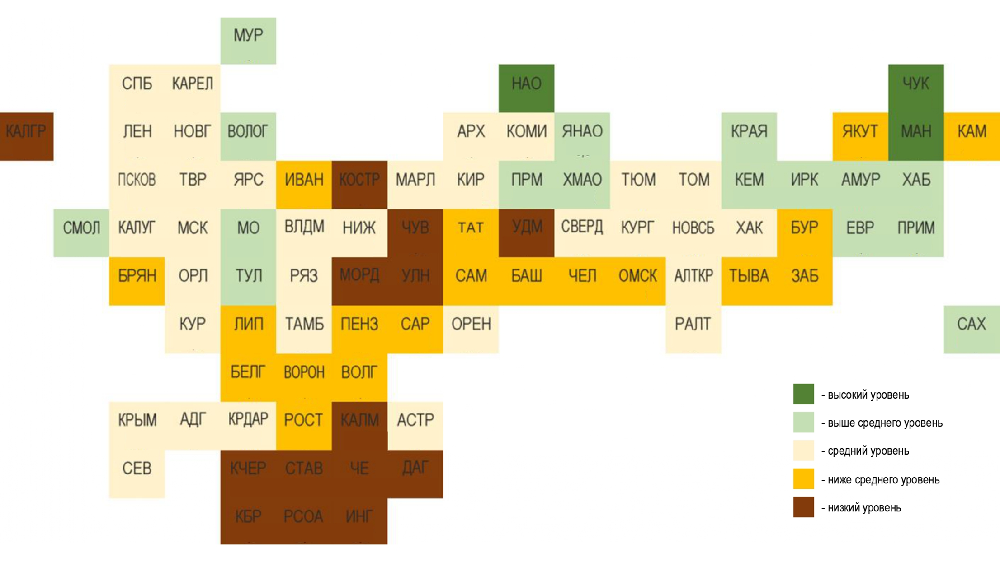 МУР
СПБ КАРЕЛ НАО ЧУК
КАЛГР ЛЕН НОВГ ВОЛОГ АРХ КОМИ ЯНАО КРАЯ ЯКУТ МАН КАМ
ПСКОВ ТВР ЯРС ИВАН КОСТР МАРЛ КИР ПРМ ХМАО ТЮМ ТОМ КЕМ ИРК АМУР ХАБ
СМОЛ КАЛУГ МСК МО ВЛДМ НИЖ ЧУВ ТАТ УДМ СВЕРД КУРГ НОВСБ ХАК БУР ЕВР ПРИМ
БРЯН ОРЛ ТУЛ РЯЗ МОРД УЛН САМ БАШ ЧЕЛ ОМСК АЛТКР ТЫВА ЗАБ
КУР ЛИП ТАМБ ПЕНЗ САР ОРЕН РАЛТ САХ
БЕЛГ ВОРОН ВОЛГ
КРЫМ АДГ КРДАР РОСТ КАЛМ АСТР
СЕВ КЧЕР СТАВ ЧЕ ДАГ
КБР РСОА ИНГ
- высокий уровень
- выше среднего уровень
- средний уровень
- ниже среднего уровень
- низкий уровень